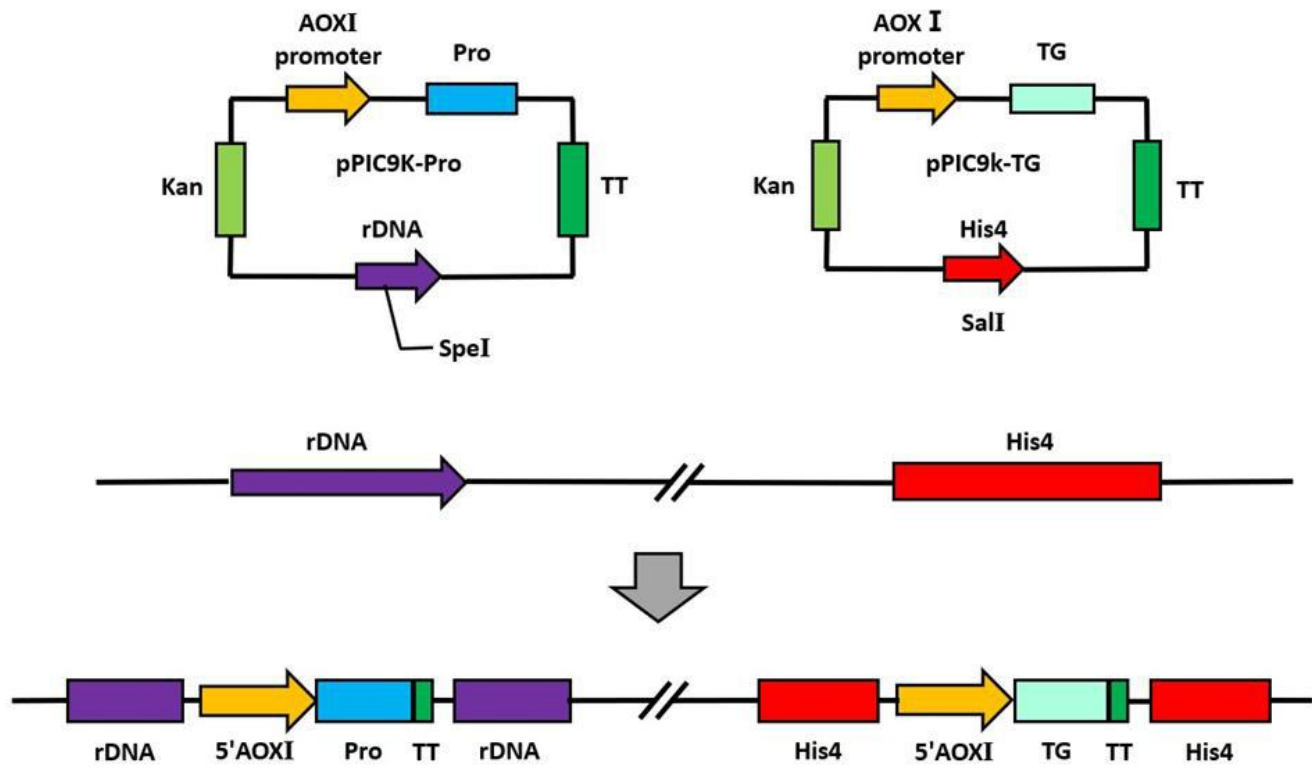 AOXI
promoter
Pro
Kan
pPIC9K-Pro
TT
rDNA
SpeI
AOX I
promoter
TG
Kan
pPIC9k-TG
TT
His4
SalI
rDNA
His4
rDNA
5'AOXI
Pro
TT
rDNA
His4
5'AOXI
TG
TT
His4